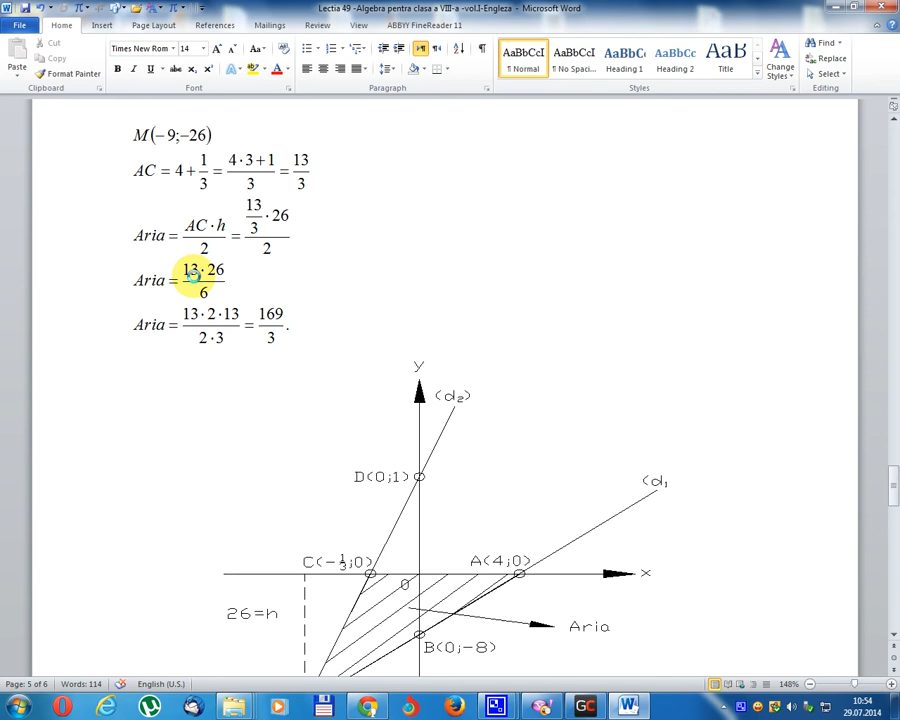 Lectia 49 -Algebra pentra clasa a VIII-a -vol.I-Engleza - Microsoft Word
File Home Insert Page Layout References Mailings Review View ABBYY FineReader 11
Cut
Copy
Format Painter
Paste
Clipboard
Times New Rom 14
Font
Paragraph
AaBbCcI AaBbCcI AaBbC AaBbCc AaB
¶ Normal ¶ No Spaci... Heading 1 Heading 2 Title
Change Styles
Styles
Find
Replace
Select
Editing
M(−9;−26)
AC = 4 + 1/3 = (4·3+1)/3 = 13/3
Aria = (AC·h)/2 = (13/3 · 26)/2
Aria = (13·26)/6
Aria = (13·2·13)/(2·3) = 169/3.
y
(d₂)
D(0;1)
(d,
C(−1/3;0)
A(4;0)
x
0
26=h
Aria
B(0;−8)
Page: 5 of 6 Words: 114 English (U.S.) 148%
10:54
29.07.2014